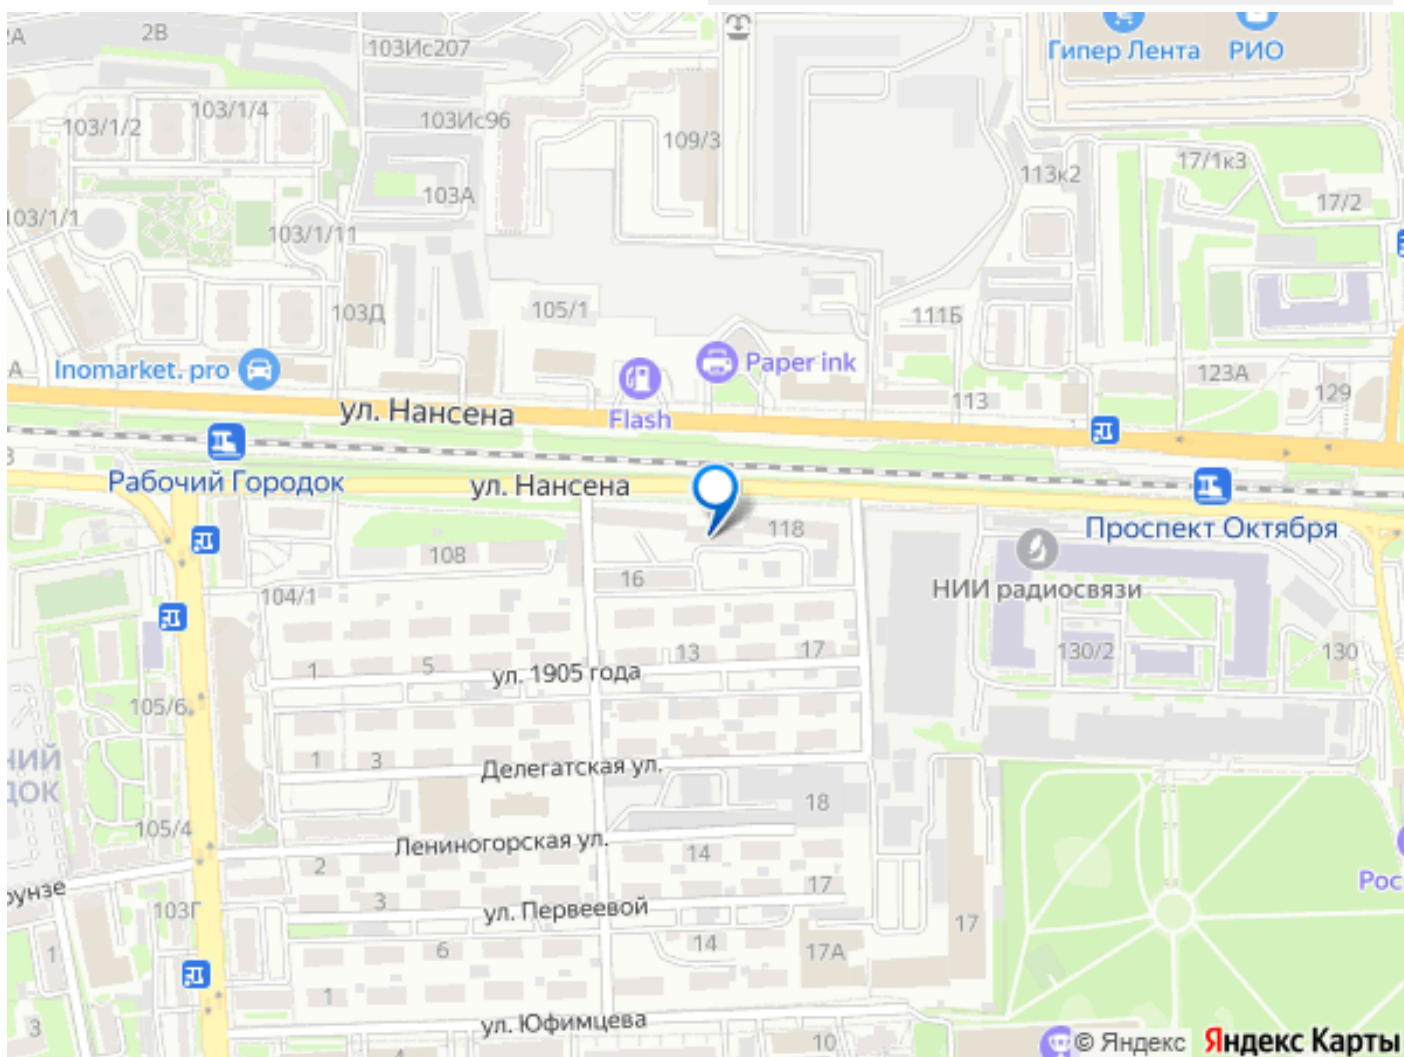 2В
103Ис207
Гипер Лента
РИО
103/1/4
103/1/2
103Ис96
109/3
17/1к3
113к2
103А
17/2
103/1/1
103/1/11
103Д
105/1
111Б
Inomarket. pro
Paper ink
123А
129
113
ул. Нансена
Flash
Рабочий Городок
ул. Нансена
Проспект Октября
118
108
16
НИИ радиосвязи
104/1
130/2
130
1
5
ул. 1905 года
13
17
105/6
1
3
Делегатская ул.
18
105/4
2
Лениногорская ул.
14
103Г
3
ул. Первеевой
17
17
1
6
14
17А
1
3
ул. Юфимцева
4
10
© Яндекс
Яндекс Карты